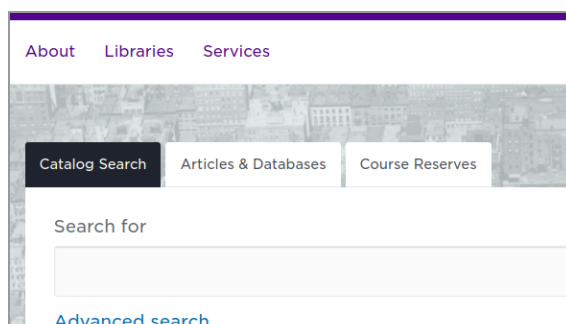 About Libraries Services
Catalog Search Articles & Databases Course Reserves
Search for
Advanced search